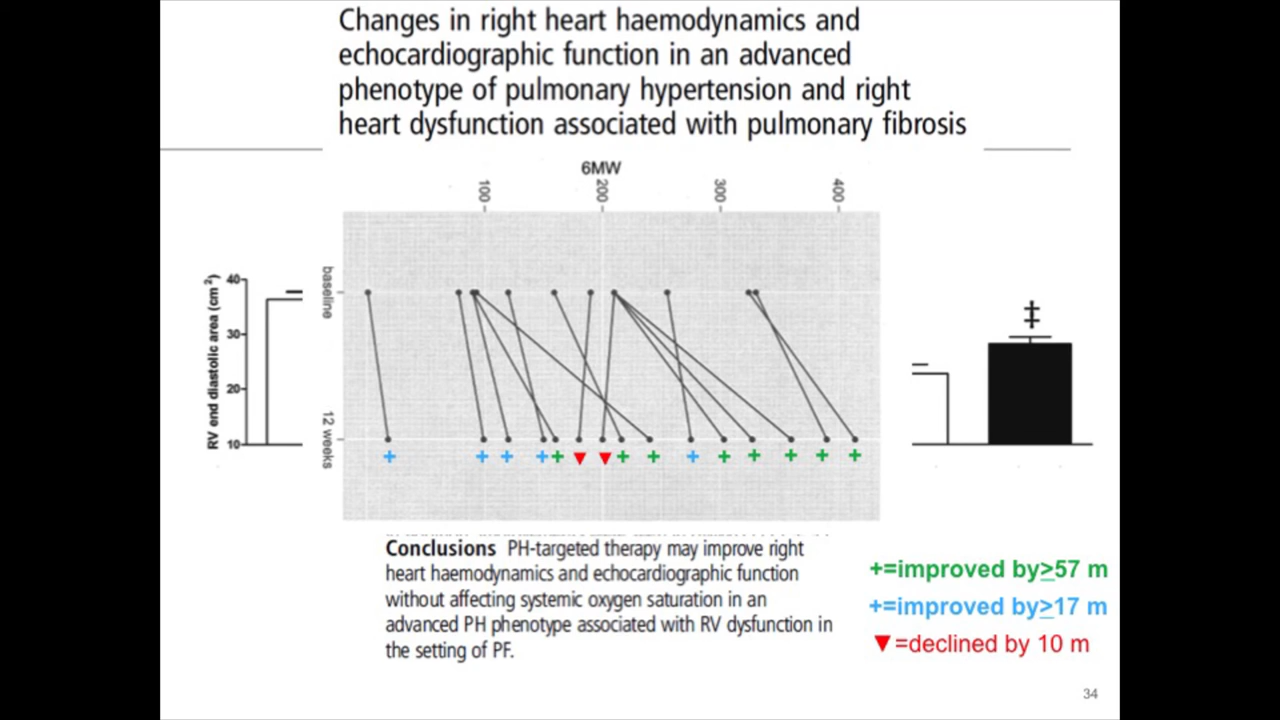 Changes in right heart haemodynamics and
echocardiographic function in an advanced
phenotype of pulmonary hypertension and right
heart dysfunction associated with pulmonary fibrosis
6MW
100
200
300
400
baseline
12 weeks
RV end diastolic area (cm²)
40
30
20
10
‡
+ + + + + ▼ ▼ + + + + + + + +
Conclusions PH-targeted therapy may improve right
heart haemodynamics and echocardiographic function
without affecting systemic oxygen saturation in an
advanced PH phenotype associated with RV dysfunction in
the setting of PF.
+=improved by≥57 m
+=improved by≥17 m
▼=declined by 10 m
34